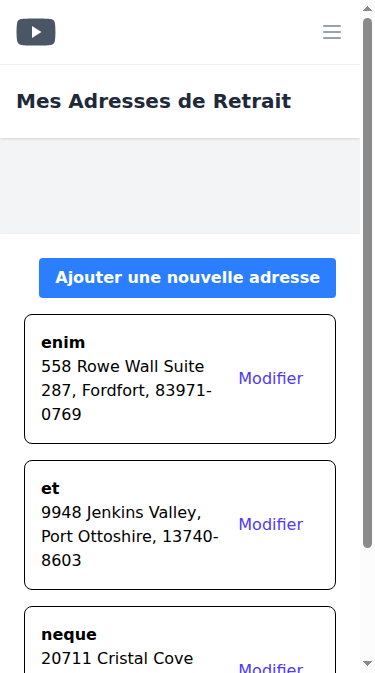 Mes Adresses de Retrait
Ajouter une nouvelle adresse
enim
558 Rowe Wall Suite
287, Fordfort, 83971-
0769
Modifier
et
9948 Jenkins Valley,
Port Ottoshire, 13740-
8603
Modifier
neque
20711 Cristal Cove
Modifier